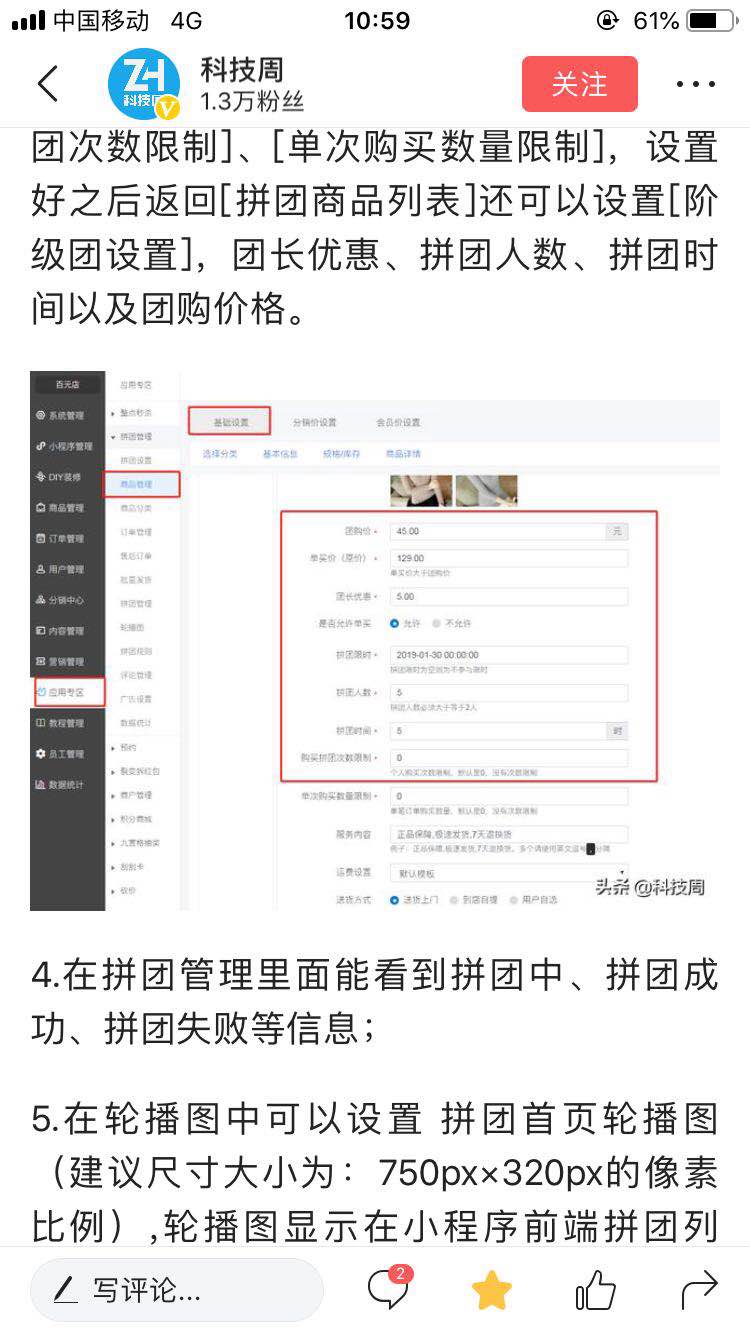 中国移动 4G 10:59 61%
ZH
科技周
科技周
1.3万粉丝
关注
团次数限制]、[单次购买数量限制]，设置
好之后返回[拼团商品列表]还可以设置[阶
级团设置]，团长优惠、拼团人数、拼团时
间以及团购价格。
百元店
系统管理
小程序管理
DIY装修
商品管理
订单管理
用户管理
分销中心
内容管理
营销管理
应用专区
教程管理
员工管理
数据统计
应用专区
整点秒杀
拼团管理
拼团设置
商品管理
商品分类
订单管理
售后订单
批量发货
拼团管理
轮播图
拼团规则
评论管理
广告设置
数据统计
预约
裂变拆红包
商户管理
积分商城
九宫格抽奖
刮刮卡
砍价
基础设置 分销价设置 会员价设置
选择分类 基本信息 规格/库存 商品详情
团购价 45.00 元
单买价（原价） 129.00
单买价大于团购价
团长优惠 5.00
是否允许单买 允许 不允许
拼团限时 2019-01-30 00:00:00
拼团限时为空则为不参与限时
拼团人数 5
拼团人数必须大于等于2人
拼团时间 5 时
购买拼团次数限制 0
个人购买次数限制，默认是0，没有次数限制
单次购买数量限制 0
单笔订单购买数量，默认是0，没有次数限制
服务内容 正品保障,极速发货,7天退换货
例子：正品保障,极速发货,7天退换货。多个请使用英文逗号,分隔
运费设置 默认模板
送货方式 送货上门 到店自提 用户自选
头条 @科技周
4.在拼团管理里面能看到拼团中、拼团成
功、拼团失败等信息；
5.在轮播图中可以设置 拼团首页轮播图
（建议尺寸大小为：750px×320px的像素
比例）,轮播图显示在小程序前端拼团列
写评论...
2